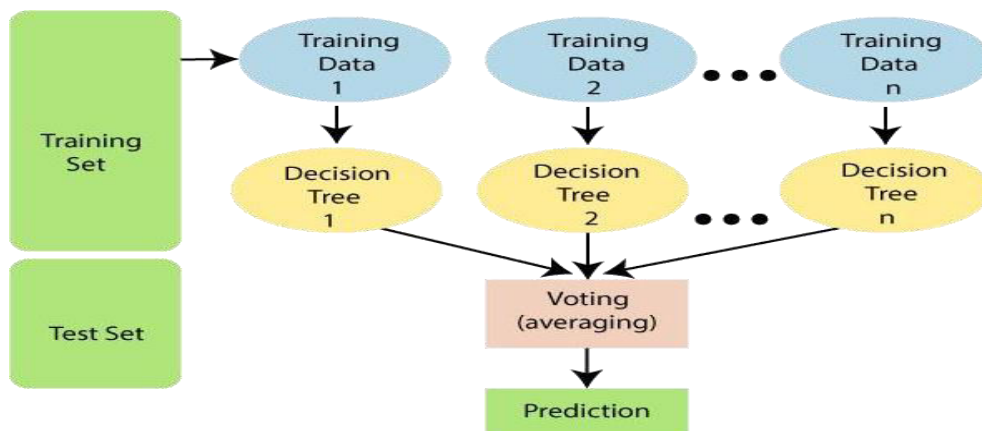 Training
Set
Test Set
Training
Data
1
Training
Data
2
Training
Data
n
Decision
Tree
1
Decision
Tree
2
Decision
Tree
n
Voting
(averaging)
Prediction